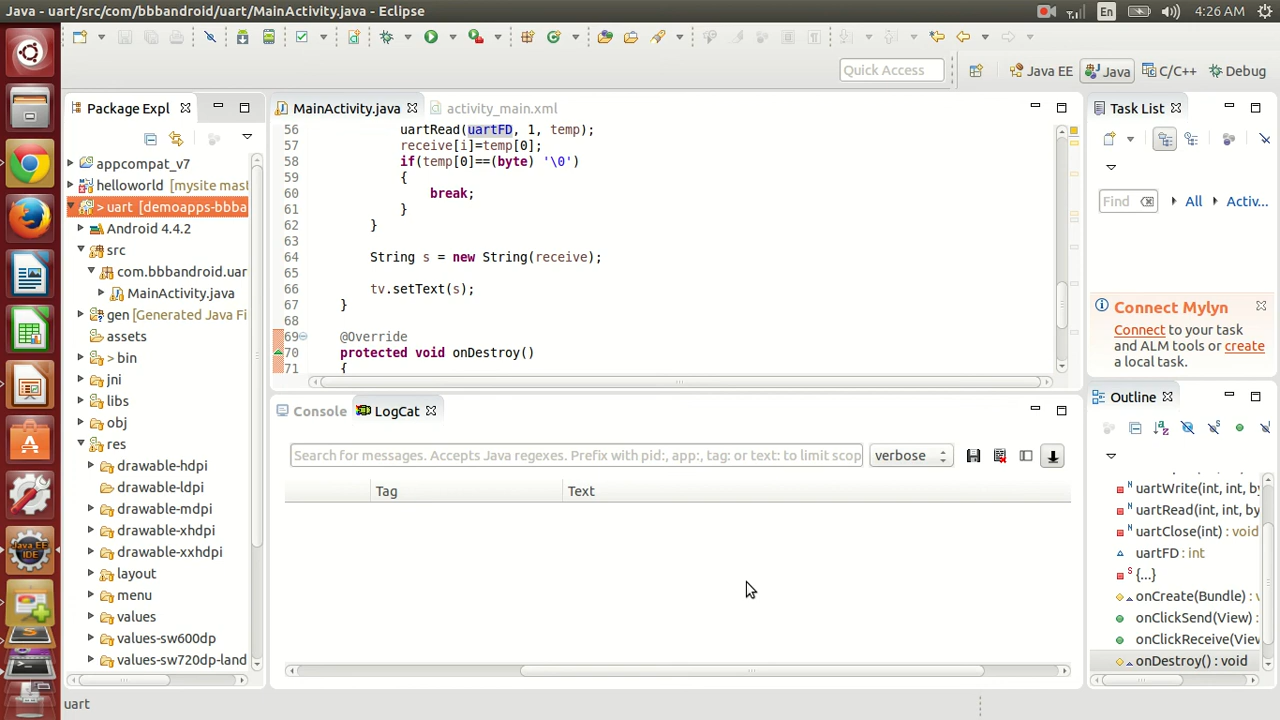 Java - uart/src/com/bbbandroid/uart/MainActivity.java - Eclipse
En
4:26 AM
Quick Access
Java EE
Java
C/C++
Debug
Package Expl
appcompat_v7
helloworld [mysite mast
> uart [demoapps-bbba
Android 4.4.2
src
com.bbbandroid.uar
MainActivity.java
gen [Generated Java Fi
assets
> bin
jni
libs
obj
res
drawable-hdpi
drawable-ldpi
drawable-mdpi
drawable-xhdpi
drawable-xxhdpi
layout
menu
values
values-sw600dp
values-sw720dp-land
MainActivity.java
activity_main.xml
56 uartRead(uartFD, 1, temp);
57 receive[i]=temp[0];
58 if(temp[0]==(byte) '\0')
59 {
60 break;
61 }
62 }
63
64 String s = new String(receive);
65
66 tv.setText(s);
67 }
68
69 @Override
70 protected void onDestroy()
71 {
Console
LogCat
Search for messages. Accepts Java regexes. Prefix with pid:, app:, tag: or text: to limit scop
verbose
Tag
Text
Task List
Find
All
Activ...
Connect Mylyn
Connect to your task
and ALM tools or create
a local task.
Outline
uartWrite(int, int, by
uartRead(int, int, by
uartClose(int) : void
uartFD : int
{...}
onCreate(Bundle) : v
onClickSend(View) :
onClickReceive(View
onDestroy() : void
Java EE
IDE
uart